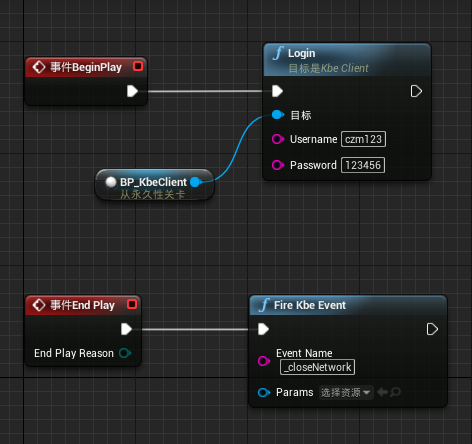 事件BeginPlay
Login
目标是Kbe Client
目标
Username czm123
Password 123456
BP_KbeClient
从永久性关卡
事件End Play
End Play Reason
Fire Kbe Event
Event Name
_closeNetwork
Params 选择资源